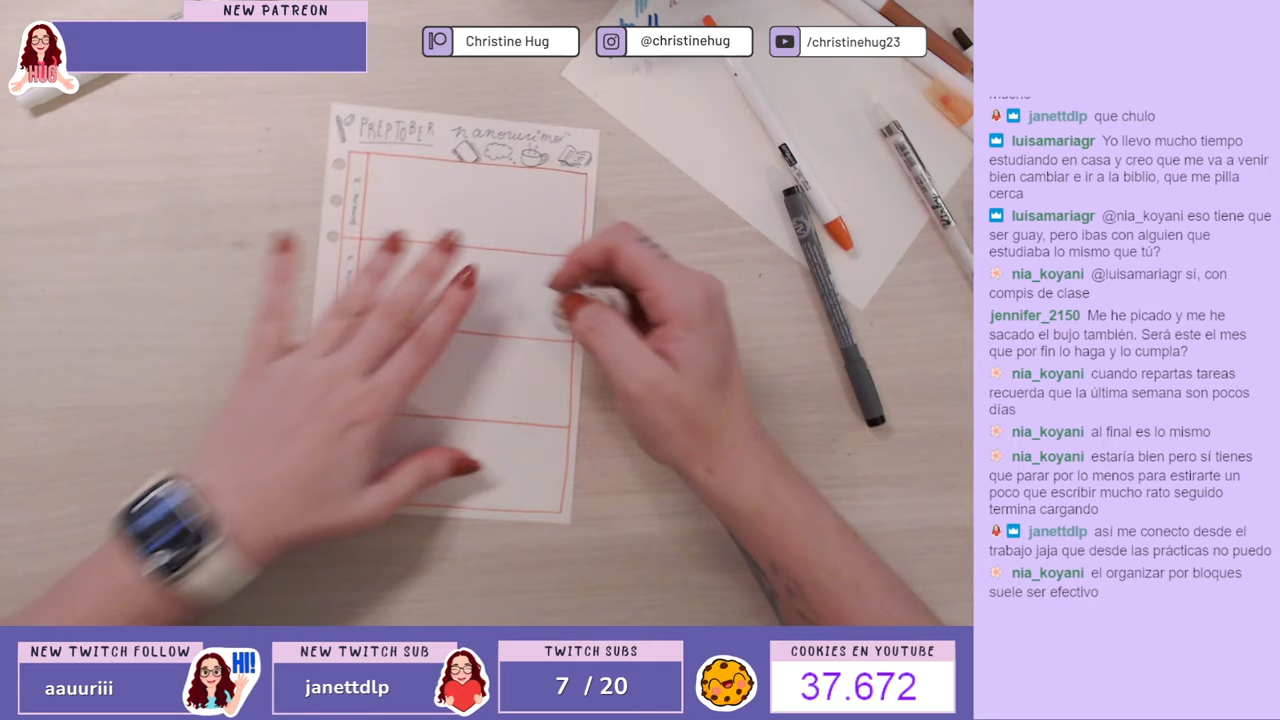 NEW PATREON
HUG
Christine Hug
@christinehug
/christinehug23
PREPTOBER nanowrimo
janettdlp que chulo
luisamariagr Yo llevo mucho tiempo
estudiando en casa y creo que me va a venir
bien cambiar e ir a la biblio, que me pilla
cerca
luisamariagr @nia_koyani eso tiene que
ser guay, pero ibas con alguien que
estudiaba lo mismo que tú?
nia_koyani @luisamariagr sí, con
compis de clase
jennifer_2150 Me he picado y me he
sacado el bujo también. Será este el mes
que por fin lo haga y lo cumpla?
nia_koyani cuando repartas tareas
recuerda que la última semana son pocos
días
nia_koyani al final es lo mismo
nia_koyani estaría bien pero sí tienes
que parar por lo menos para estirarte un
poco que escribir mucho rato seguido
termina cargando
janettdlp así me conecto desde el
trabajo jaja que desde las prácticas no puedo
nia_koyani el organizar por bloques
suele ser efectivo
NEW TWITCH FOLLOW
aauuriii
HI!
NEW TWITCH SUB
janettdlp
TWITCH SUBS
7 / 20
COOKIES EN YOUTUBE
37.672